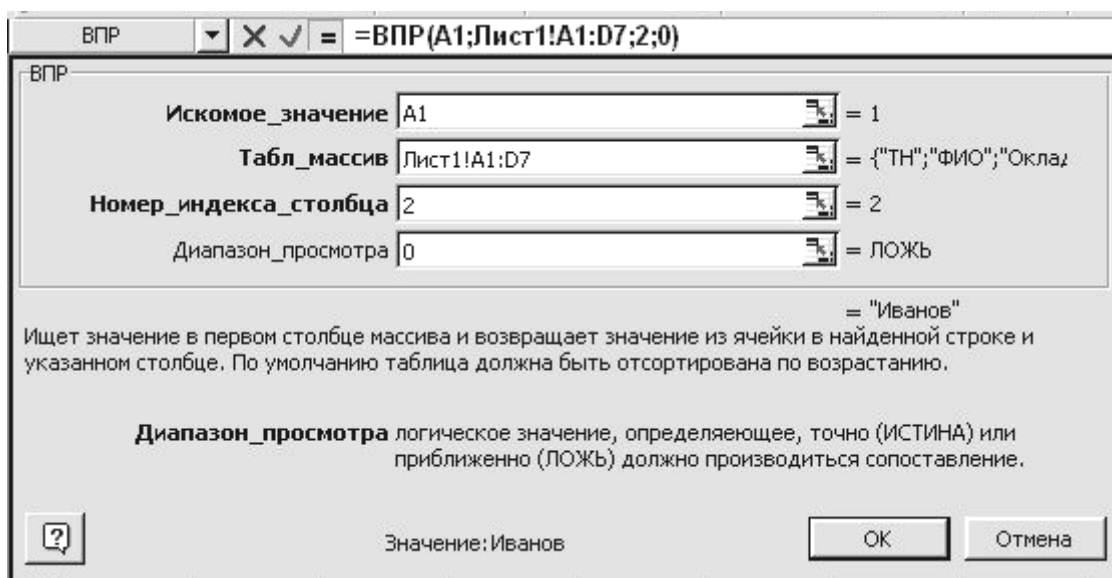 ВПР = =ВПР(A1;Лист1!A1:D7;2;0)
ВПР
Искомое_значение A1 = 1
Табл_массив Лист1!A1:D7 = {"ТН";"ФИО";"Оклад
Номер_индекса_столбца 2 = 2
Диапазон_просмотра 0 = ЛОЖЬ
= "Иванов"
Ищет значение в первом столбце массива и возвращает значение из ячейки в найденной строке и
указанном столбце. По умолчанию таблица должна быть отсортирована по возрастанию.
Диапазон_просмотра логическое значение, определяеющее, точно (ИСТИНА) или
приближенно (ЛОЖЬ) должно производиться сопоставление.
? Значение:Иванов OK Отмена